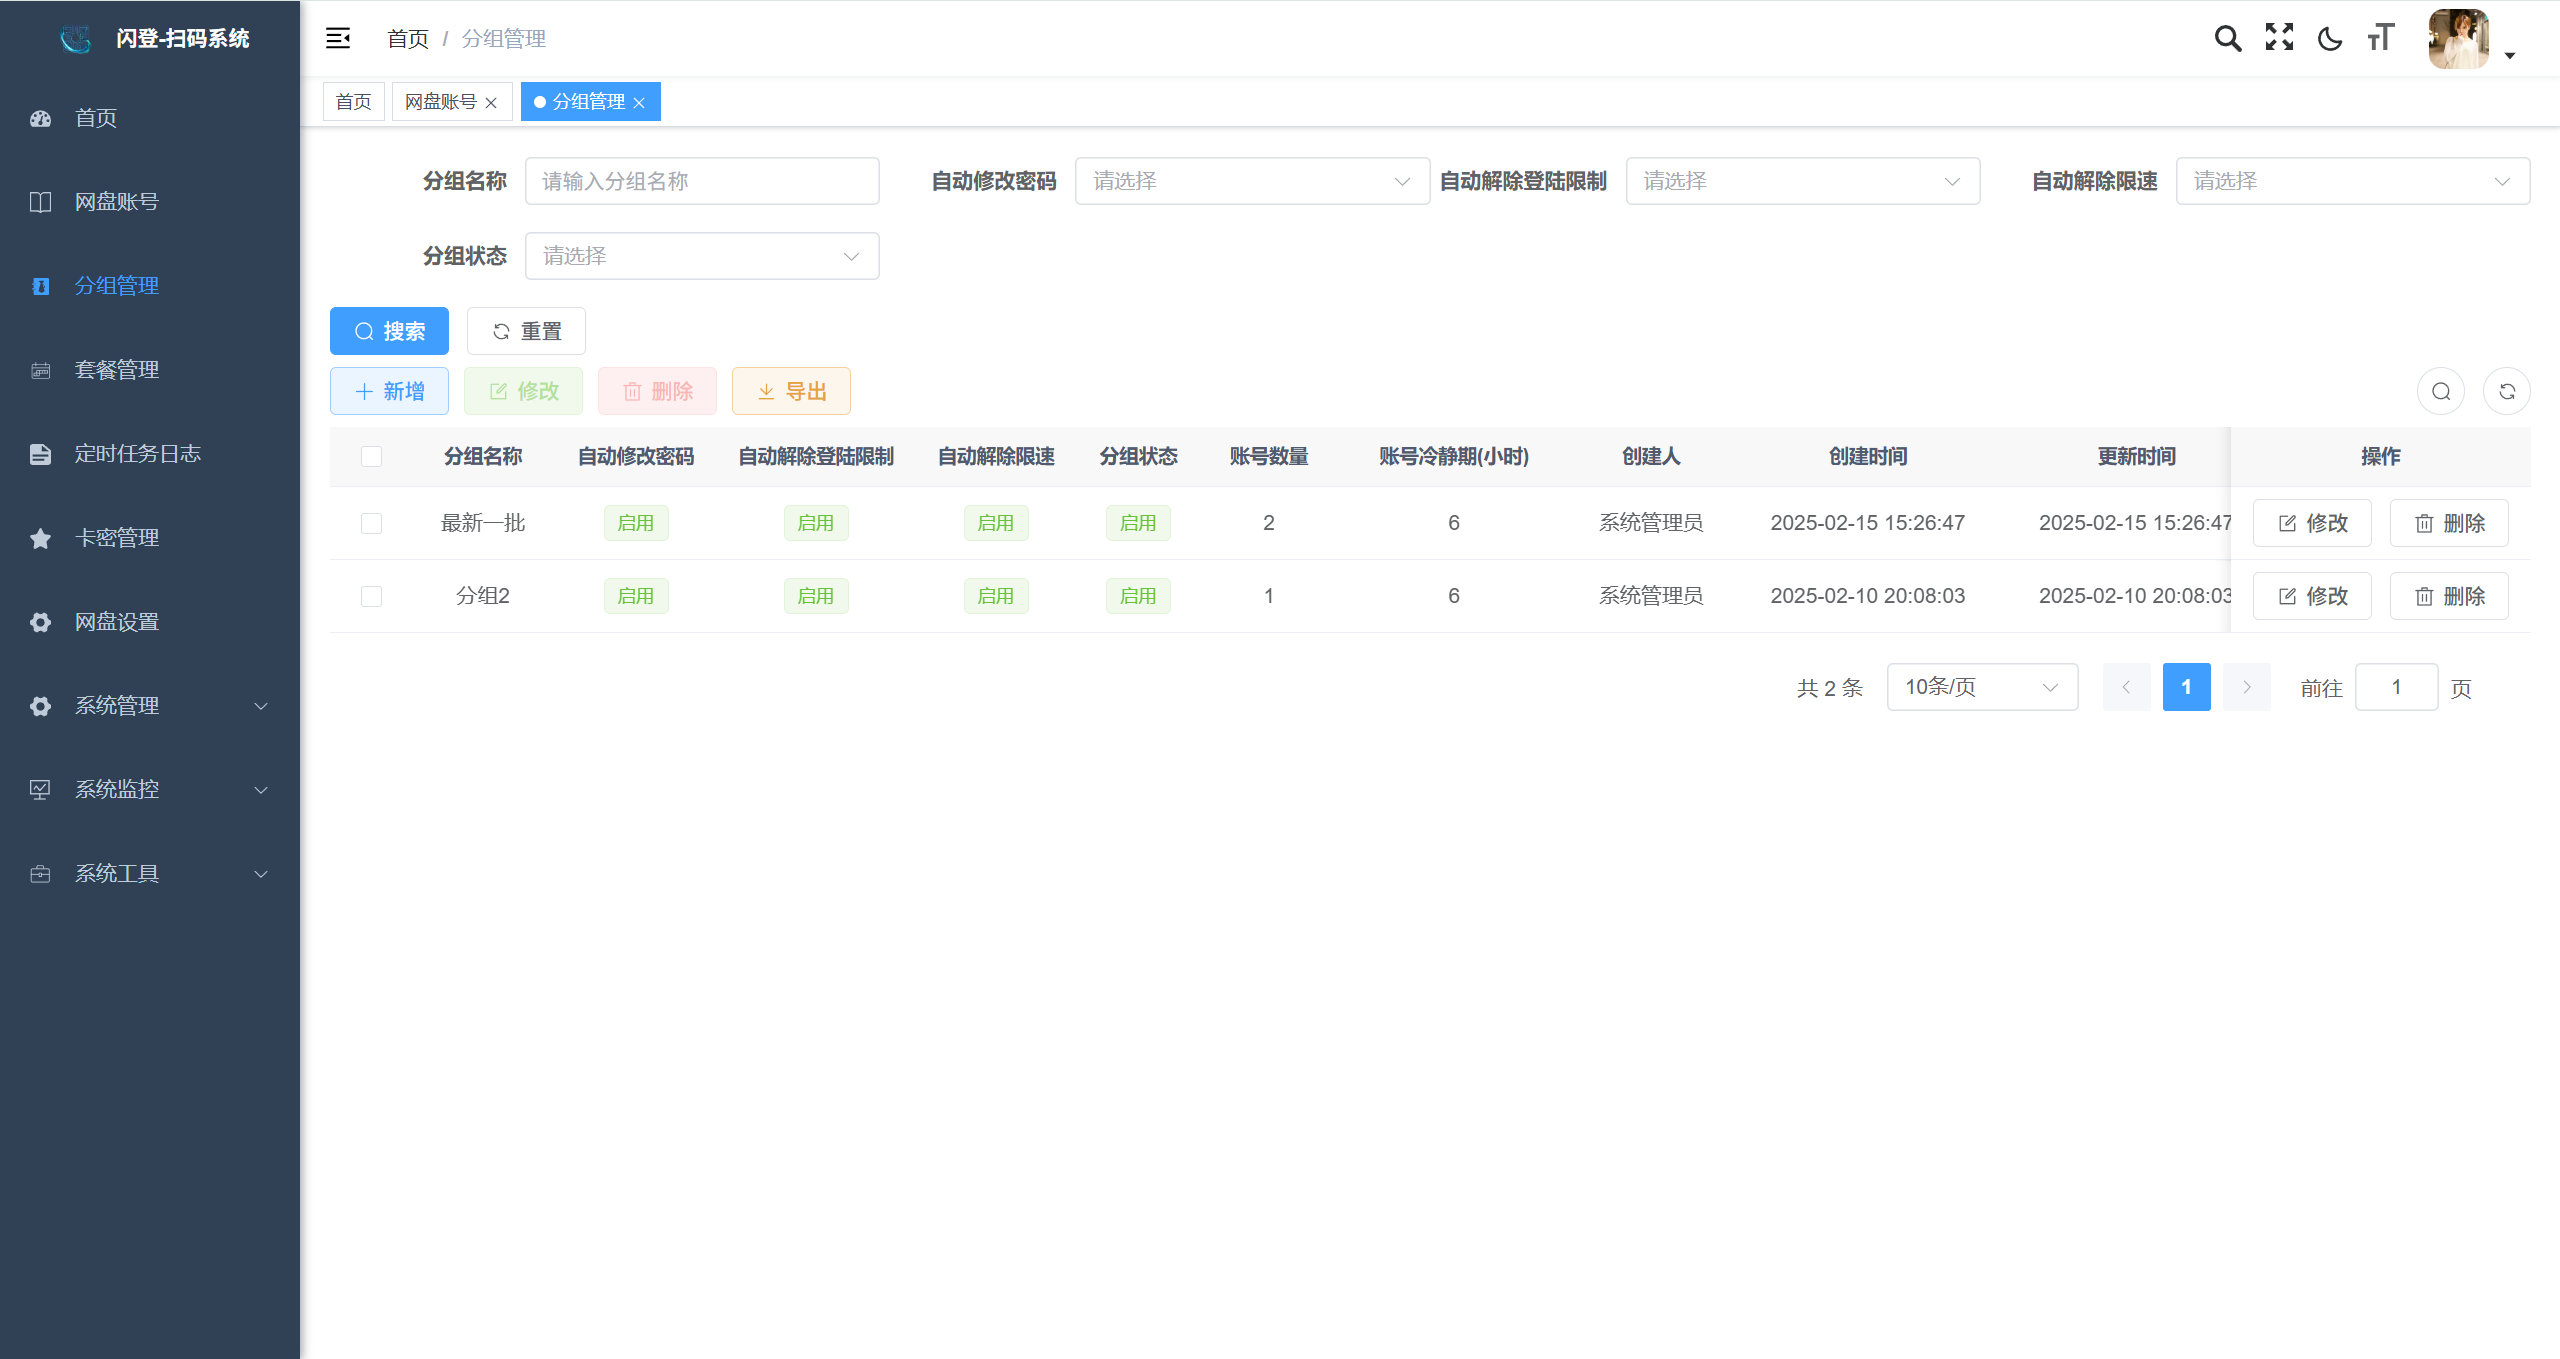 闪登-扫码系统
首页
网盘账号
分组管理
套餐管理
定时任务日志
卡密管理
网盘设置
系统管理
系统监控
系统工具
首页 / 分组管理
首页 网盘账号 分组管理
分组名称 请输入分组名称 自动修改密码 请选择 自动解除登陆限制 请选择 自动解除限速 请选择
分组状态 请选择
搜索 重置
新增 修改 删除 导出
分组名称 自动修改密码 自动解除登陆限制 自动解除限速 分组状态 账号数量 账号冷静期(小时) 创建人 创建时间 更新时间 操作
最新一批 启用 启用 启用 启用 2 6 系统管理员 2025-02-15 15:26:47 2025-02-15 15:26:47 修改 删除
分组2 启用 启用 启用 启用 1 6 系统管理员 2025-02-10 20:08:03 2025-02-10 20:08:03 修改 删除
共 2 条 10条/页 1 前往 1 页